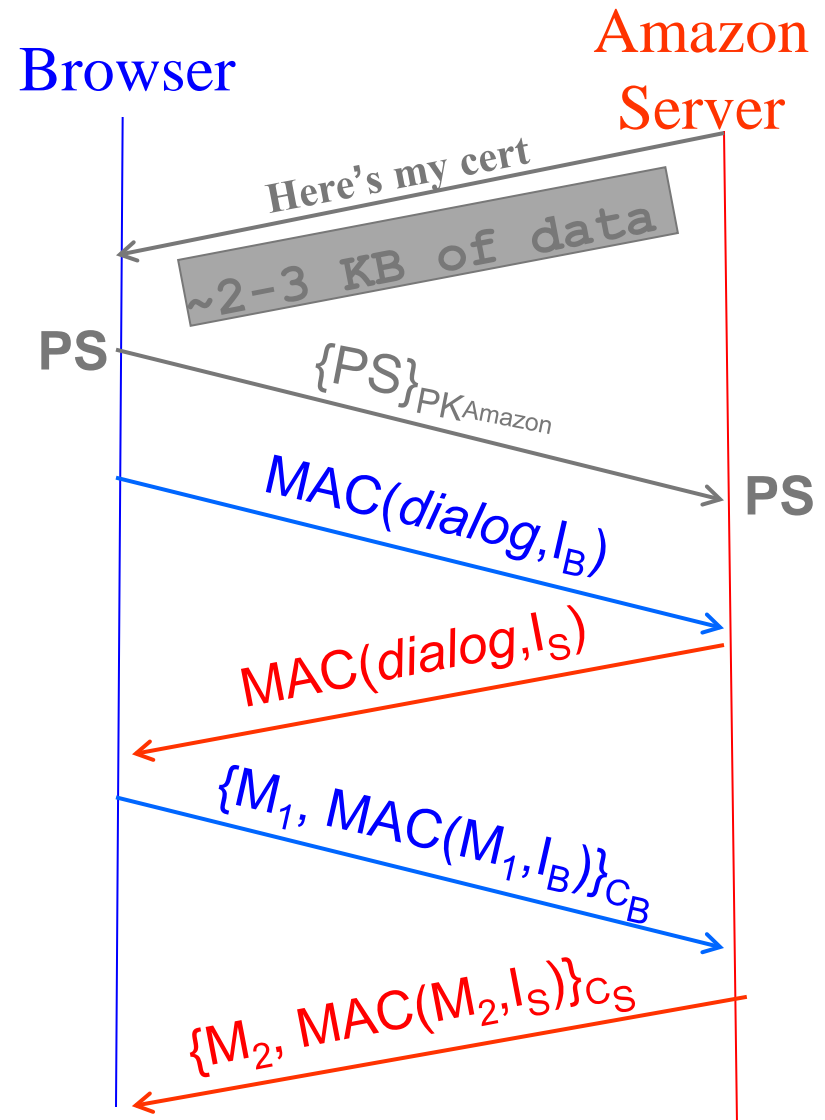 Browser
Amazon
Server
Here’s my cert
~2-3 KB of data
PS
{PS}PKAmazon
PS
MAC(dialog,IB)
MAC(dialog,IS)
{M1, MAC(M1,IB)}CB
{M2, MAC(M2,IS)}CS